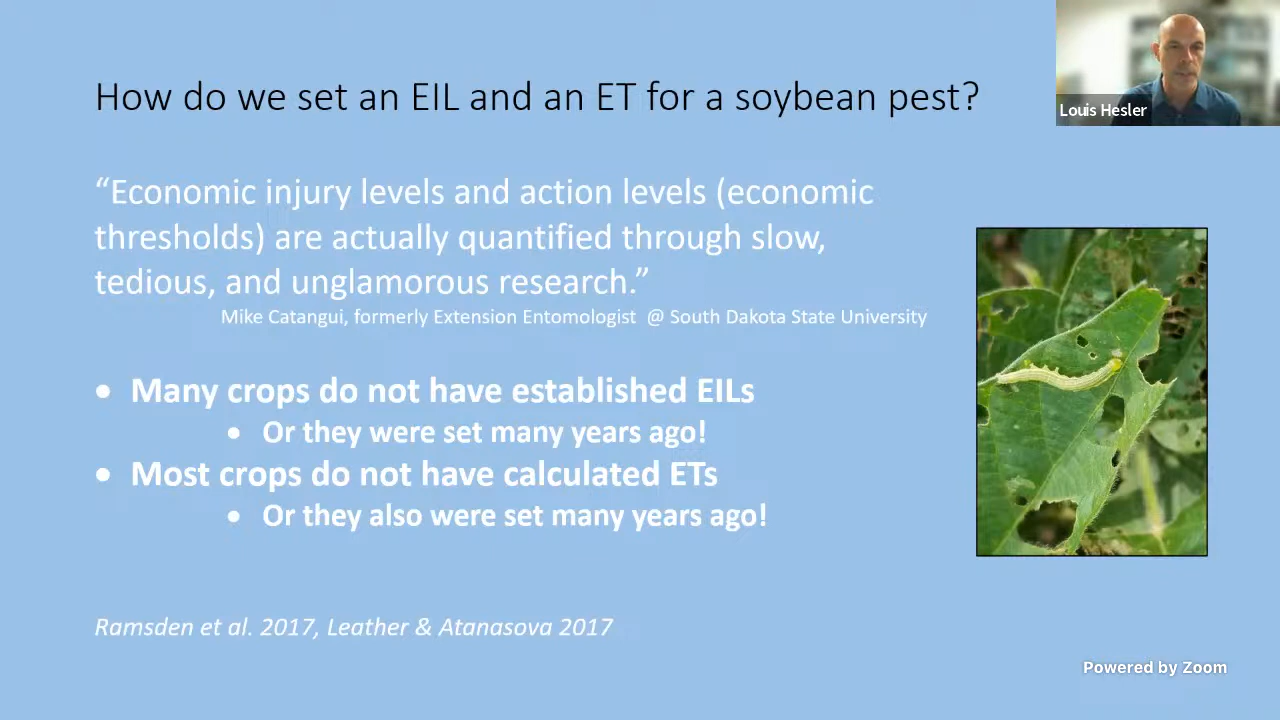 How do we set an EIL and an ET for a soybean pest?
Louis Hesler
“Economic injury levels and action levels (economic
thresholds) are actually quantified through slow,
tedious, and unglamorous research.”
Mike Catangui, formerly Extension Entomologist @ South Dakota State University
• Many crops do not have established EILs
• Or they were set many years ago!
• Most crops do not have calculated ETs
• Or they also were set many years ago!
Ramsden et al. 2017, Leather & Atanasova 2017
Powered by Zoom